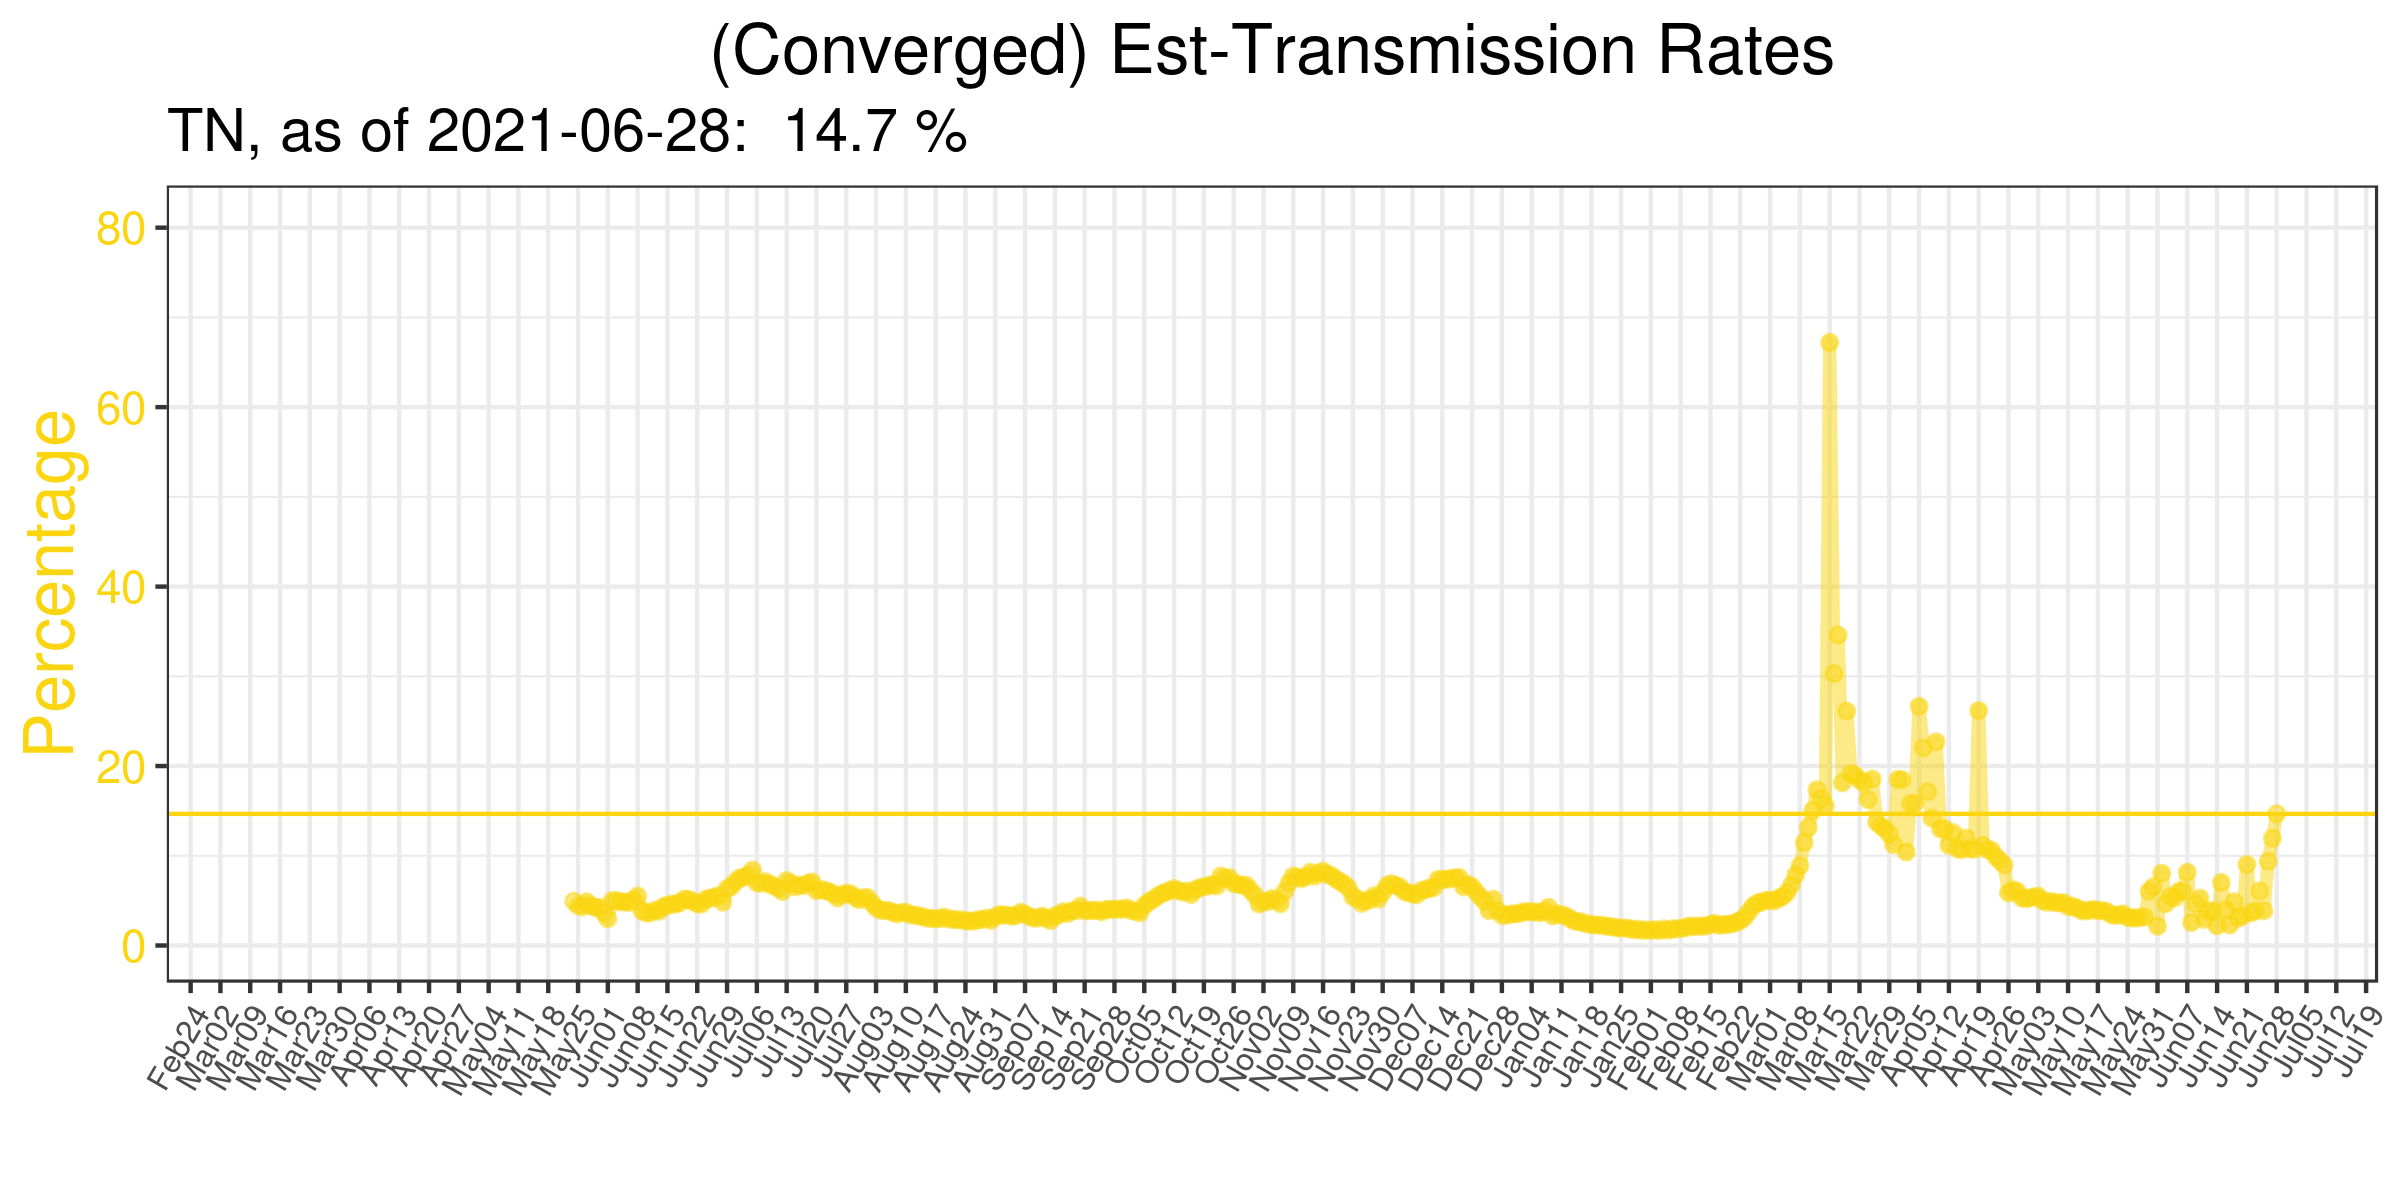 (Converged) Est-Transmission Rates
TN, as of 2021-06-28:  14.7 %
Percentage
80
60
40
20
0
Feb24
Mar02
Mar09
Mar16
Mar23
Mar30
Apr06
Apr13
Apr20
Apr27
May04
May11
May18
May25
Jun01
Jun08
Jun15
Jun22
Jun29
Jul06
Jul13
Jul20
Jul27
Aug03
Aug10
Aug17
Aug24
Aug31
Sep07
Sep14
Sep21
Sep28
Oct05
Oct12
Oct19
Oct26
Nov02
Nov09
Nov16
Nov23
Nov30
Dec07
Dec14
Dec21
Dec28
Jan04
Jan11
Jan18
Jan25
Feb01
Feb08
Feb15
Feb22
Mar01
Mar08
Mar15
Mar22
Mar29
Apr05
Apr12
Apr19
Apr26
May03
May10
May17
May24
May31
Jun07
Jun14
Jun21
Jun28
Jul05
Jul12
Jul19